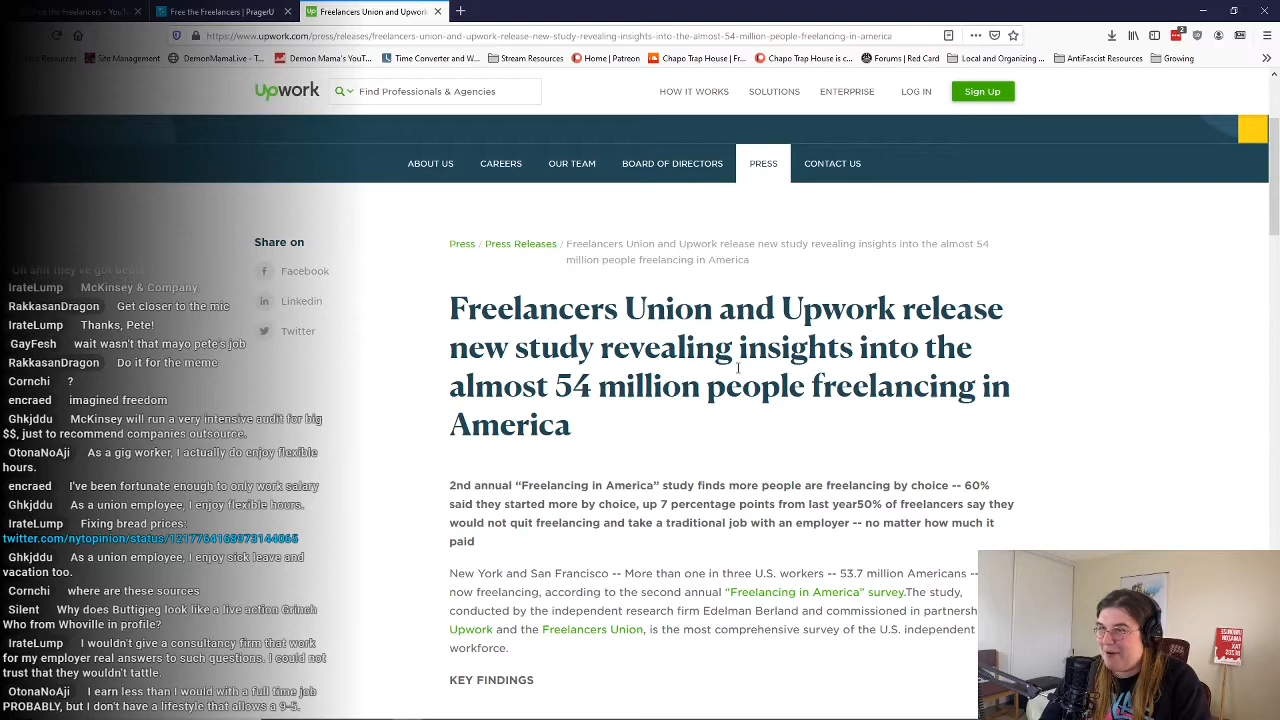 Free the Freelancers | PragerU
Freelancers Union and Upwork
https://www.upwork.com/press/releases/freelancers-union-and-upwork-release-new-study-revealing-insights-into-the-almost-54-million-people-freelancing-in-america
Resources
Site Management
DemonMamaLive - T...
Demon Mama's YouT...
Time Converter and W...
Stream Resources
Home | Patreon
Chapo Trap House | Fr...
Chapo Trap House is c...
Surveys | Red Card
Local and Organizing ...
AntiFascist Resources
Growing
Upwork
Find Professionals & Agencies
HOW IT WORKS
SOLUTIONS
ENTERPRISE
LOG IN
Sign Up
ABOUT US
CAREERS
OUR TEAM
BOARD OF DIRECTORS
PRESS
CONTACT US
Share on
Facebook
Linkedin
Twitter
Press / Press Releases / Freelancers Union and Upwork release new study revealing insights into the almost 54
million people freelancing in America
Freelancers Union and Upwork release
new study revealing insights into the
almost 54 million people freelancing in
America
2nd annual “Freelancing in America” study finds more people are freelancing by choice -- 60%
said they started more by choice, up 7 percentage points from last year50% of freelancers say they
would not quit freelancing and take a traditional job with an employer -- no matter how much it
paid
New York and San Francisco -- More than one in three U.S. workers -- 53.7 million Americans --
now freelancing, according to the second annual “Freelancing in America” survey.The study,
conducted by the independent research firm Edelman Berland and commissioned in partnersh
Upwork and the Freelancers Union, is the most comprehensive survey of the U.S. independent
workforce.
KEY FINDINGS
Uh shit they've got beats
IrateLump McKinsey & Company.
RakkasanDragon Get closer to the mic
IrateLump Thanks, Pete!
GayFesh wait wasn't that mayo pete's job
RakkasanDragon Do it for the meme
Cornchi ?
encraed imagined freedom
Ghkjddu McKinsey will run a very intensive audit for big
$$, just to recommend companies outsource.
OtonaNoAji As a gig worker, I actually do enjoy flexible
hours.
encraed I've been fortunate enough to only work salary
Ghkjddu As a union employee, I enjoy flexible hours.
IrateLump Fixing bread prices:
twitter.com/nytopinion/status/1217764168973144065
Ghkjddu As a union employee, I enjoy sick leave and
vacation too.
Cornchi where are these sources
Silent Why does Buttigieg look like a live action Grinch
Who from Whoville in profile?
IrateLump I wouldn't give a consultancy firm that work
for my employer real answers to such questions. I could not
trust that they wouldn't tattle.
OtonaNoAji I earn less than I would with a full time job
PROBABLY, but I don't have a lifestyle that allows a 9-5.